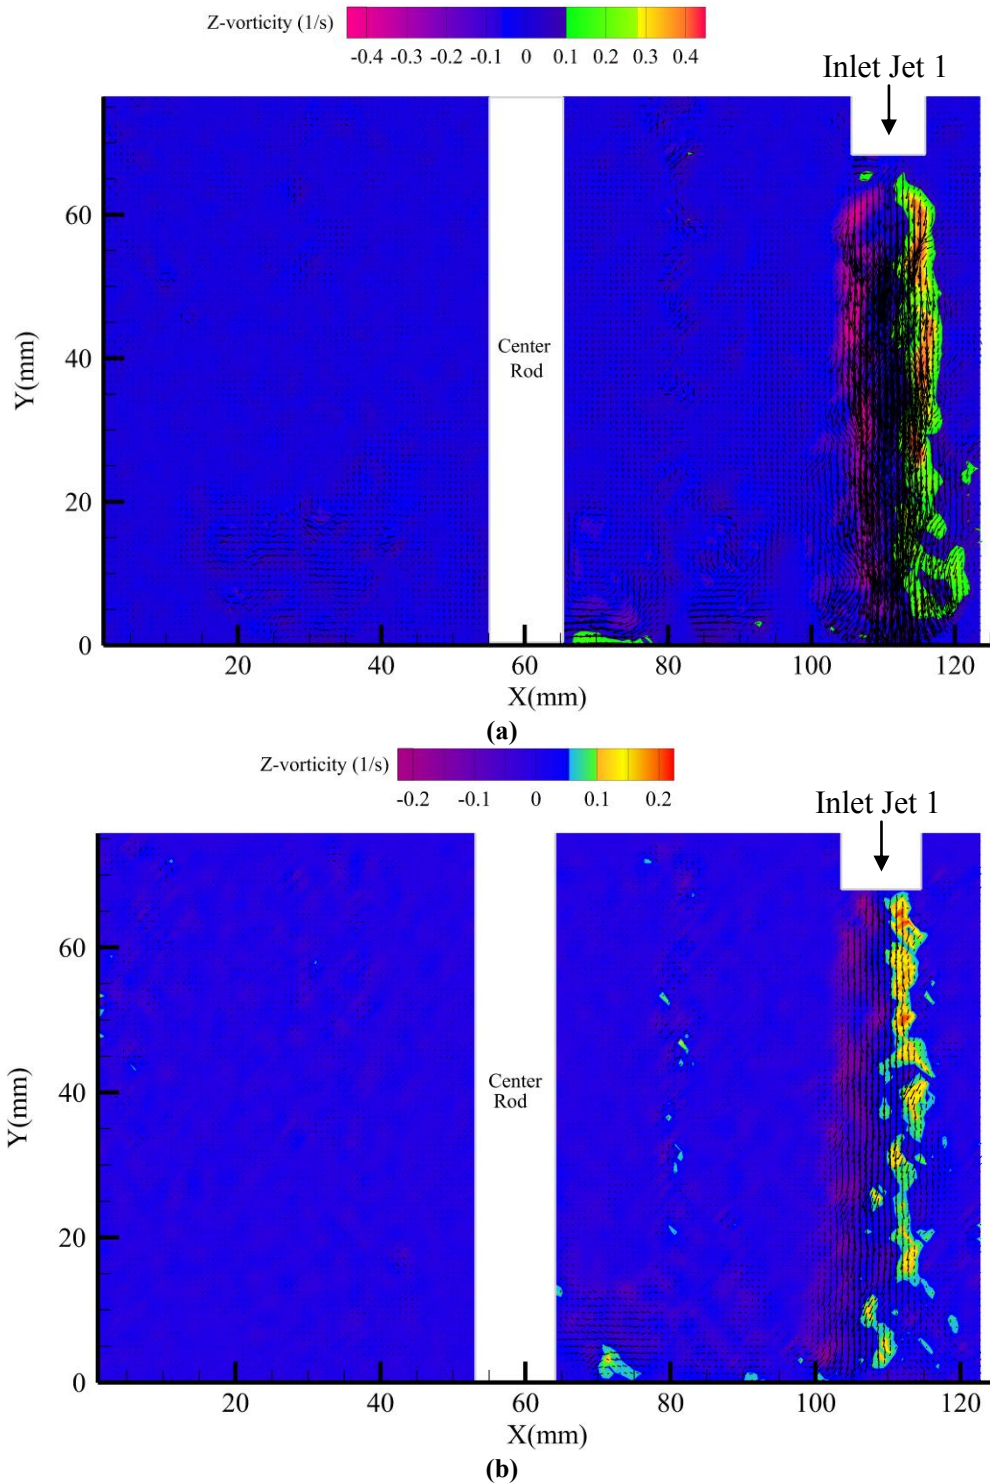 Z-vorticity (1/s)
-0.4 -0.3 -0.2 -0.1 0 0.1 0.2 0.3 0.4
Inlet Jet 1
60
40
20
0
Y(mm)
Center
Rod
20 40 60 80 100 120
X(mm)
(a)
Z-vorticity (1/s)
-0.2 -0.1 0 0.1 0.2
Inlet Jet 1
60
40
20
0
Y(mm)
Center
Rod
20 40 60 80 100 120
X(mm)
(b)